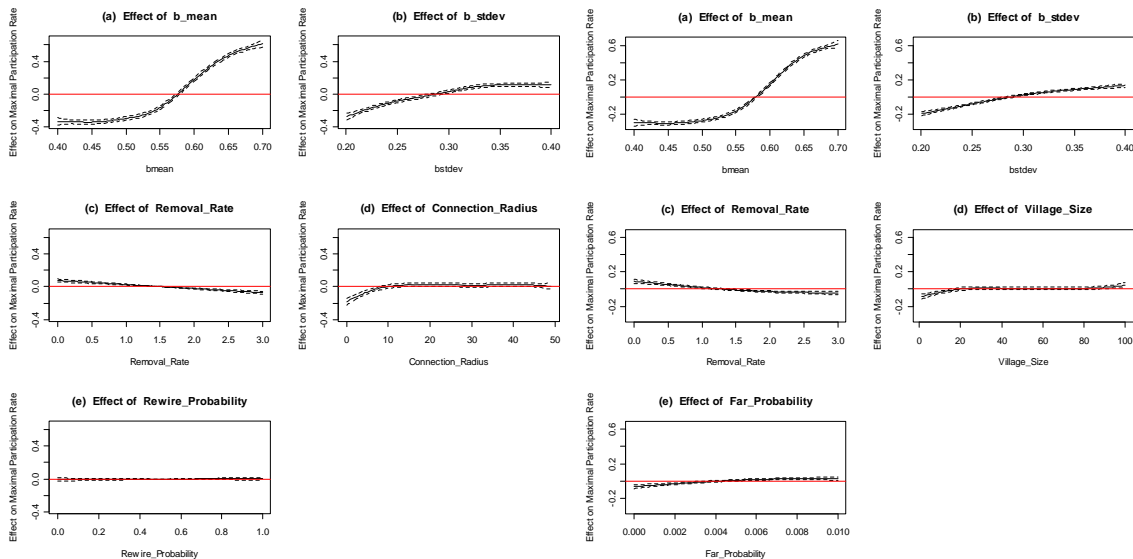 (a) Effect of b_mean
Effect on Maximal Participation Rate
-0.4 0.0 0.4
0.40 0.45 0.50 0.55 0.60 0.65 0.70
bmean
(b) Effect of b_stdev
Effect on Maximal Participation Rate
-0.4 0.0 0.4
0.20 0.25 0.30 0.35 0.40
bstdev
(c) Effect of Removal_Rate
Effect on Maximal Participation Rate
-0.4 0.0 0.4
0.0 0.5 1.0 1.5 2.0 2.5 3.0
Removal_Rate
(d) Effect of Connection_Radius
Effect on Maximal Participation Rate
-0.4 0.0 0.4
0 10 20 30 40 50
Connection_Radius
(e) Effect of Rewire_Probability
Effect on Maximal Participation Rate
-0.4 0.0 0.4
0.0 0.2 0.4 0.6 0.8 1.0
Rewire_Probability
(a) Effect of b_mean
Effect on Maximal Participation Rate
-0.2 0.2 0.6
0.40 0.45 0.50 0.55 0.60 0.65 0.70
bmean
(b) Effect of b_stdev
Effect on Maximal Participation Rate
-0.2 0.2 0.6
0.20 0.25 0.30 0.35 0.40
bstdev
(c) Effect of Removal_Rate
Effect on Maximal Participation Rate
-0.2 0.2 0.6
0.0 0.5 1.0 1.5 2.0 2.5 3.0
Removal_Rate
(d) Effect of Village_Size
Effect on Maximal Participation Rate
-0.2 0.2 0.6
0 20 40 60 80 100
Village_Size
(e) Effect of Far_Probability
Effect on Maximal Participation Rate
-0.2 0.2 0.6
0.000 0.002 0.004 0.006 0.008 0.010
Far_Probability